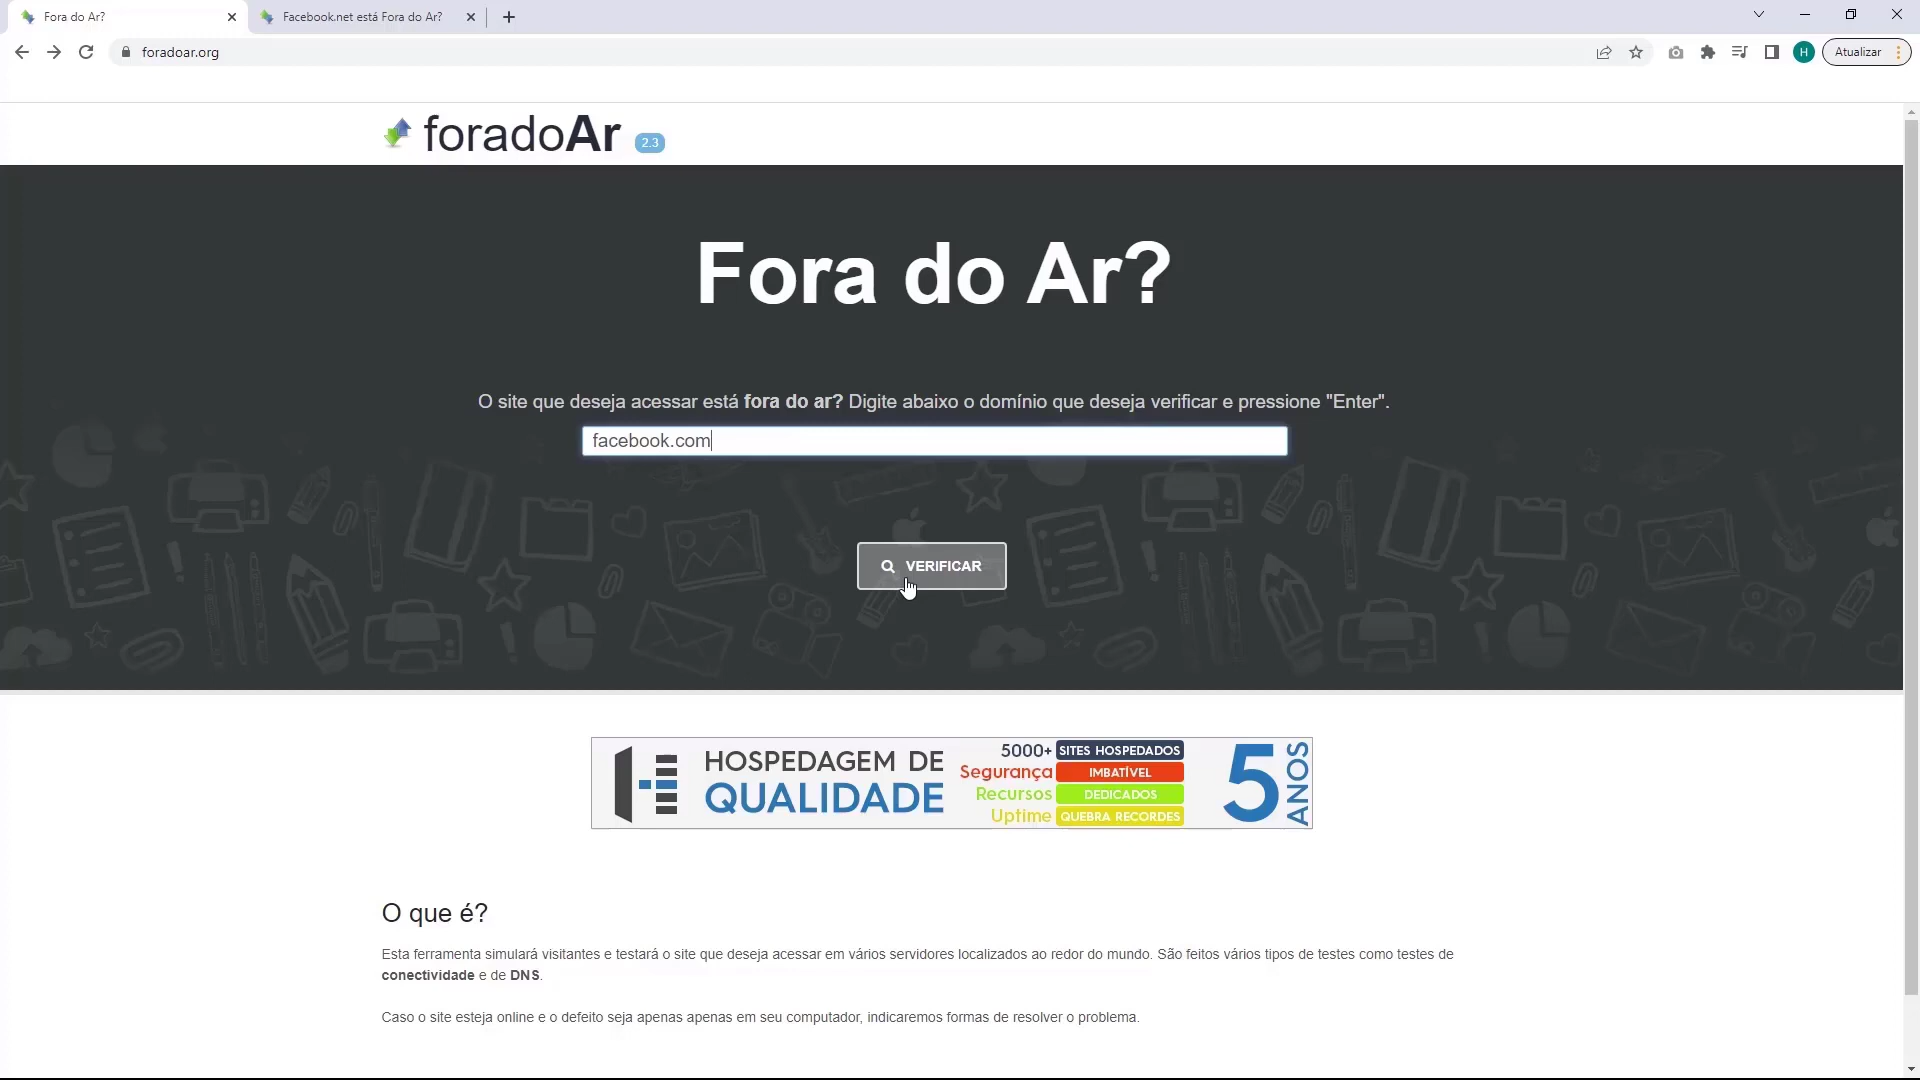 Fora do Ar?
Facebook.net está Fora do Ar?
foradoar.org
H
Atualizar
foradoAr 2.3
Fora do Ar?
O site que deseja acessar está fora do ar? Digite abaixo o domínio que deseja verificar e pressione "Enter".
facebook.com
VERIFICAR
HOSPEDAGEM DE
QUALIDADE
5000+ SITES HOSPEDADOS
Segurança IMBATÍVEL
Recursos DEDICADOS
Uptime QUEBRA RECORDES
5 ANOS
O que é?
Esta ferramenta simulará visitantes e testará o site que deseja acessar em vários servidores localizados ao redor do mundo. São feitos vários tipos de testes como testes de
conectividade e de DNS.
Caso o site esteja online e o defeito seja apenas apenas em seu computador, indicaremos formas de resolver o problema.